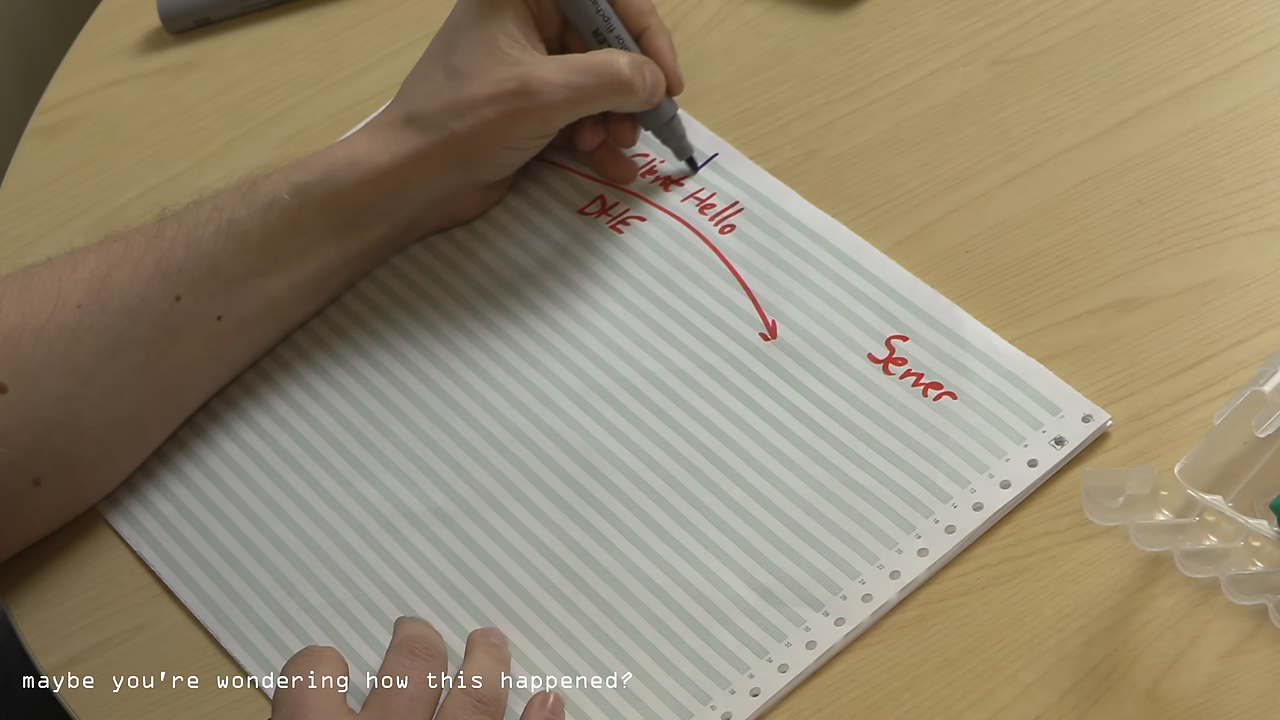 Client Hello
DHE
Server
maybe you're wondering how this happened?